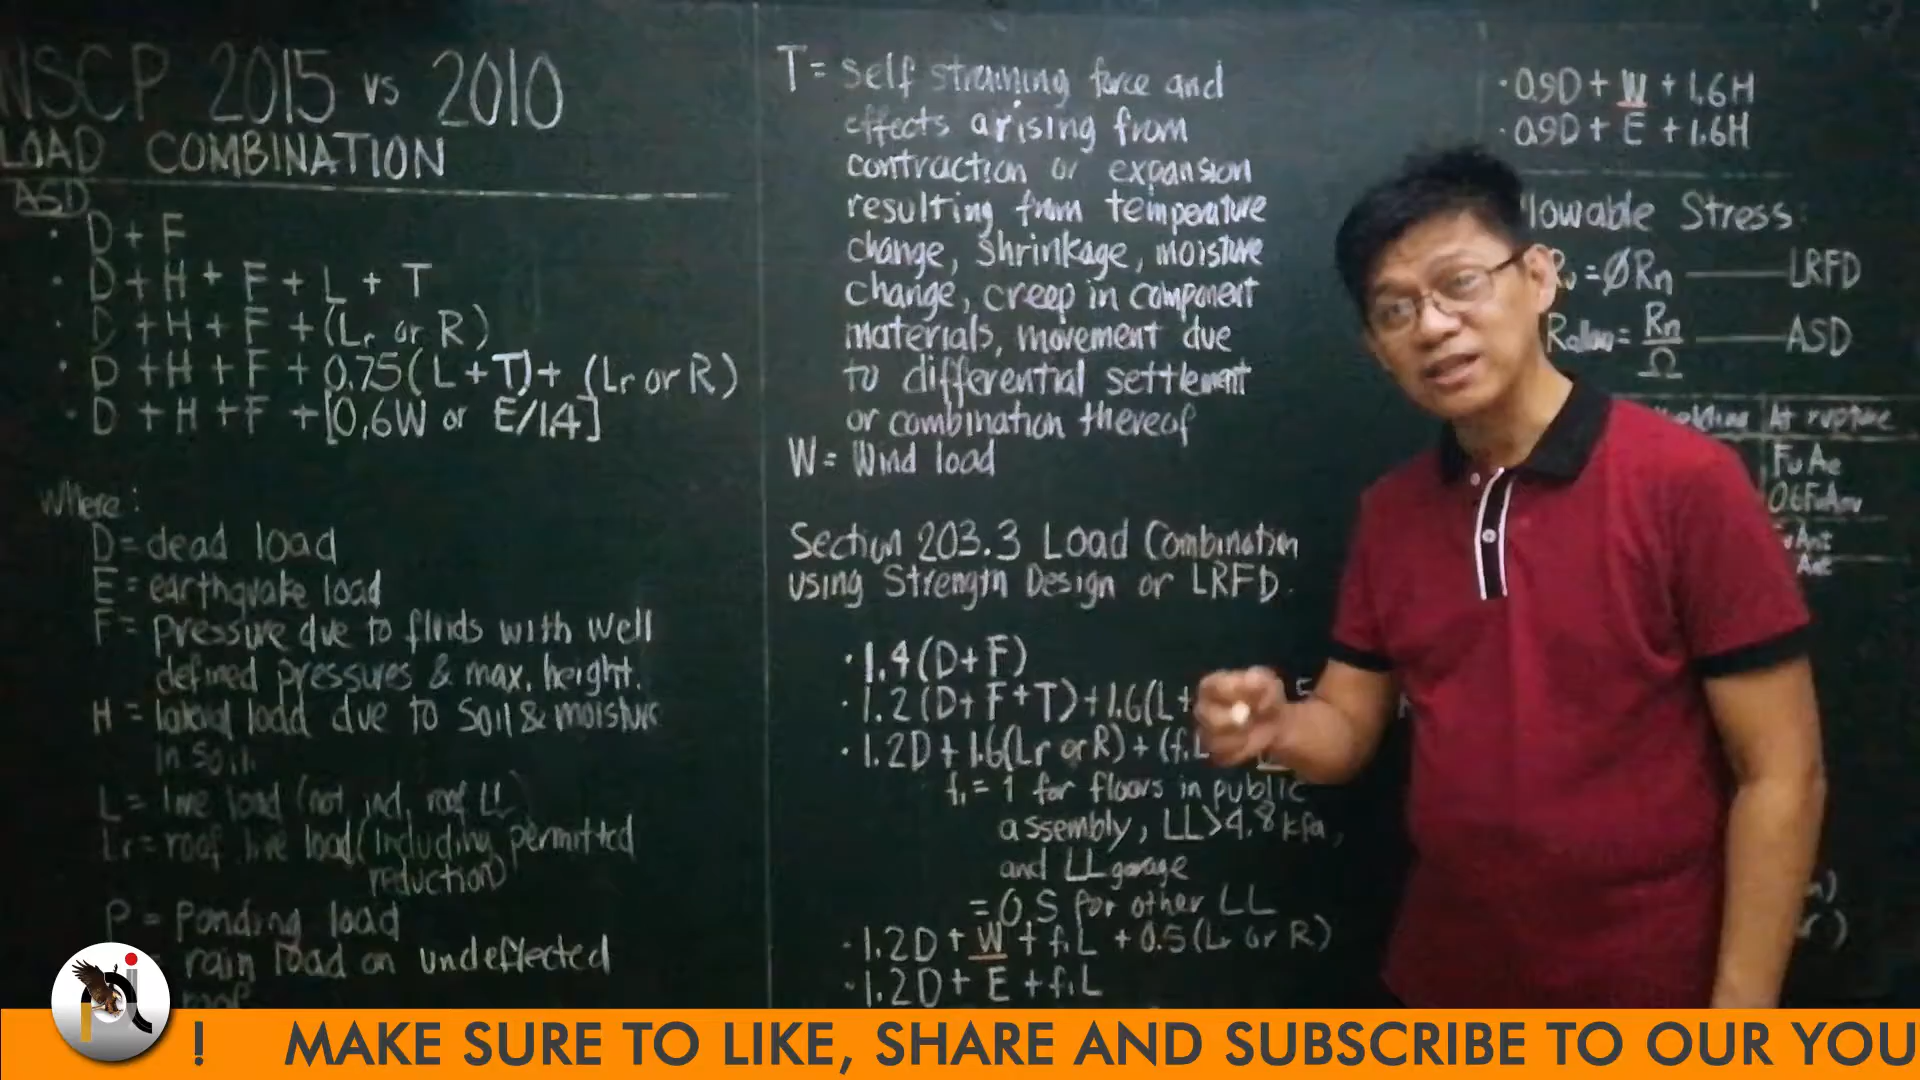 NSCP 2015 vs 2010
LOAD COMBINATION
ASD
· D + F
· D + H + F + L + T
· D + H + F + (Lr or R)
· D + H + F + 0.75(L + T) + (Lr or R)
· D + H + F + [0.6W or E/1.4]
Where:
D = dead load
E = earthquake load
F = pressure due to fluids with well
defined pressures & max. height.
H = lateral load due to Soil & moisture
in soil.
L = live load (not incl. roof LL)
Lr = roof live load (including permitted
reduction)
P = Ponding load
rain load on undeflected
roof
T = Self straining force and
effects arising from
contraction or expansion
resulting from temperature
change, shrinkage, moisture
change, creep in component
materials, movement due
to differential settlement
or combination thereof
W = Wind load
Section 203.3 Load Combination
using Strength Design or LRFD.
· 1.4(D + F)
· 1.2(D + F + T) + 1.6(L +
· 1.2D + 1.6(Lr or R) + (f1L
f1 = 1 for floors in public
assembly, LL > 4.8 kPa,
and LL garage
= 0.5 for other LL
· 1.2D + W + f1L + 0.5(Lr or R)
· 1.2D + E + f1L
· 0.9D + W + 1.6H
· 0.9D + E + 1.6H
lowable Stress:
= ØRn — LRFD
Rallow = Rn/Ω — ASD
At rupture
FuAe
0.6FuAnv
Ant
! MAKE SURE TO LIKE, SHARE AND SUBSCRIBE TO OUR YOU